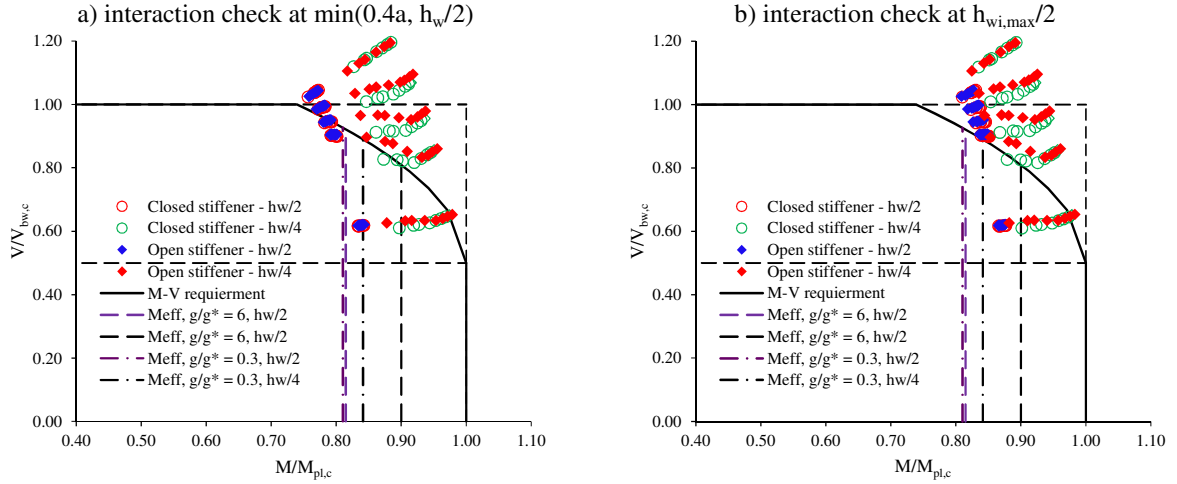 a) interaction check at min(0.4a, h_w/2)
1.20
1.00
0.80
0.60
0.40
0.20
0.00
V/V_bw,c
Closed stiffener - hw/2
Closed stiffener - hw/4
Open stiffener - hw/2
Open stiffener - hw/4
M-V requierment
Meff, g/g* = 6, hw/2
Meff, g/g* = 6, hw/2
Meff, g/g* = 0.3, hw/2
Meff, g/g* = 0.3, hw/4
0.40 0.50 0.60 0.70 0.80 0.90 1.00 1.10
M/M_pl,c
b) interaction check at h_wi,max/2
1.20
1.00
0.80
0.60
0.40
0.20
0.00
V/V_bw,c
Closed stiffener - hw/2
Closed stiffener - hw/4
Open stiffener - hw/2
Open stiffener - hw/4
M-V requierment
Meff, g/g* = 6, hw/2
Meff, g/g* = 6, hw/2
Meff, g/g* = 0.3, hw/2
Meff, g/g* = 0.3, hw/4
0.40 0.50 0.60 0.70 0.80 0.90 1.00 1.10
M/M_pl,c